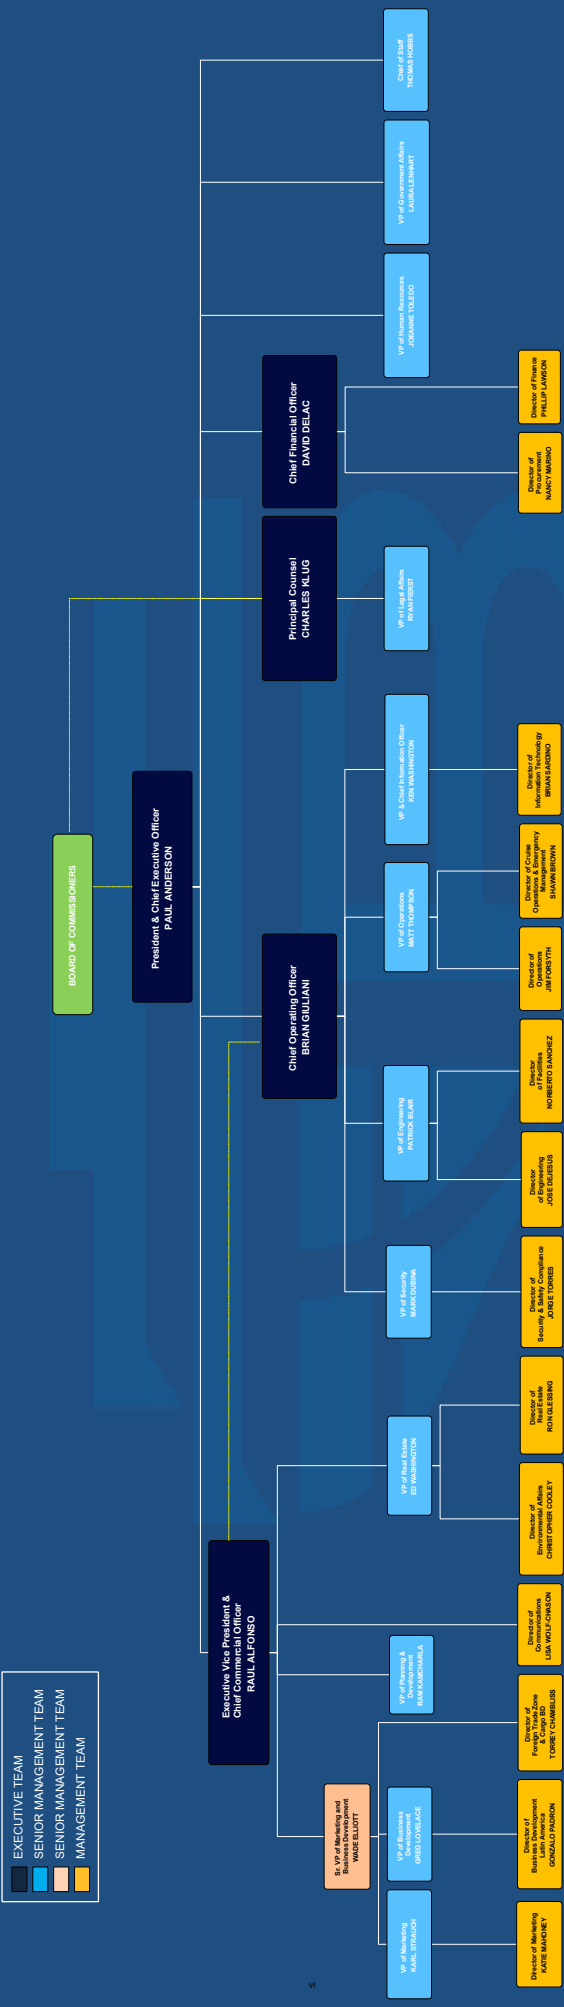 EXECUTIVE TEAM
SENIOR MANAGEMENT TEAM
SENIOR MANAGEMENT TEAM
MANAGEMENT TEAM
BOARD OF COMMISSIONERS
President & Chief Executive Officer
PAUL ANDERSON
Executive Vice President &
Chief Commercial Officer
RAUL ALFONSO
Chief Operating Officer
BRIAN GIULIANI
Principal Counsel
CHARLES KLUG
Chief Financial Officer
DAVID DELAC
Sr. VP of Marketing and
Business Development
WADE ELLIOTT
VP of Marketing
KARL STRAUCH
VP of Business
Development
GREG LOVELACE
VP of Planning &
Development
RAM KAMCHARLA
VP of Real Estate
ED WASHINGTON
VP of Security
MARK DUBINA
VP of Engineering
PATRICK BLAIR
VP of Operations
MATT THOMPSON
VP & Chief Information Officer
KEN WASHINGTON
VP of Legal Affairs
RYAN FIERST
VP of Human Resources
JOEANNE TOLEDO
VP of Government Affairs
LAURA LENHART
Chief of Staff
THOMAS HOBBS
Director of Marketing
KATIE MAHONEY
Director of
Business Development
Latin America
GONZALO PADRON
Director of
Foreign Trade Zone
& Cargo BD
TORREY CHAMBLISS
Director of
Communications
LISA WOLF-CHASON
Director of
Environmental Affairs
CHRISTOPHER COOLEY
Director of
Real Estate
RON GLESSING
Director of
Security & Safety Compliance
JORGE TORRES
Director
of Engineering
JOSE DEJESUS
Director
of Facilities
NORBERTO SANCHEZ
Director of
Operations
JIM FORSYTH
Director of Cruise
Operations & Emergency
Management
SHAWN BROWN
Director of
Information Technology
BRIAN SARDINO
Director of
Procurement
NANCY MARINO
Director of Finance
PHILLIP LAWSON
vi